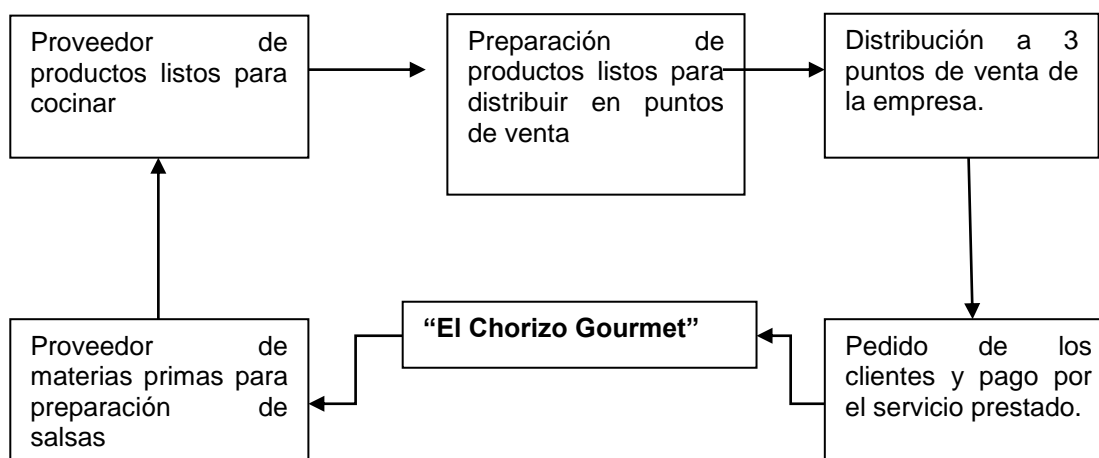 Proveedor de
productos listos para
cocinar
Preparación de
productos listos para
distribuir en puntos
de venta
Distribución a 3
puntos de venta de
la empresa.
“El Chorizo Gourmet”
Proveedor de
materias primas para
preparación de
salsas
Pedido de los
clientes y pago por
el servicio prestado.